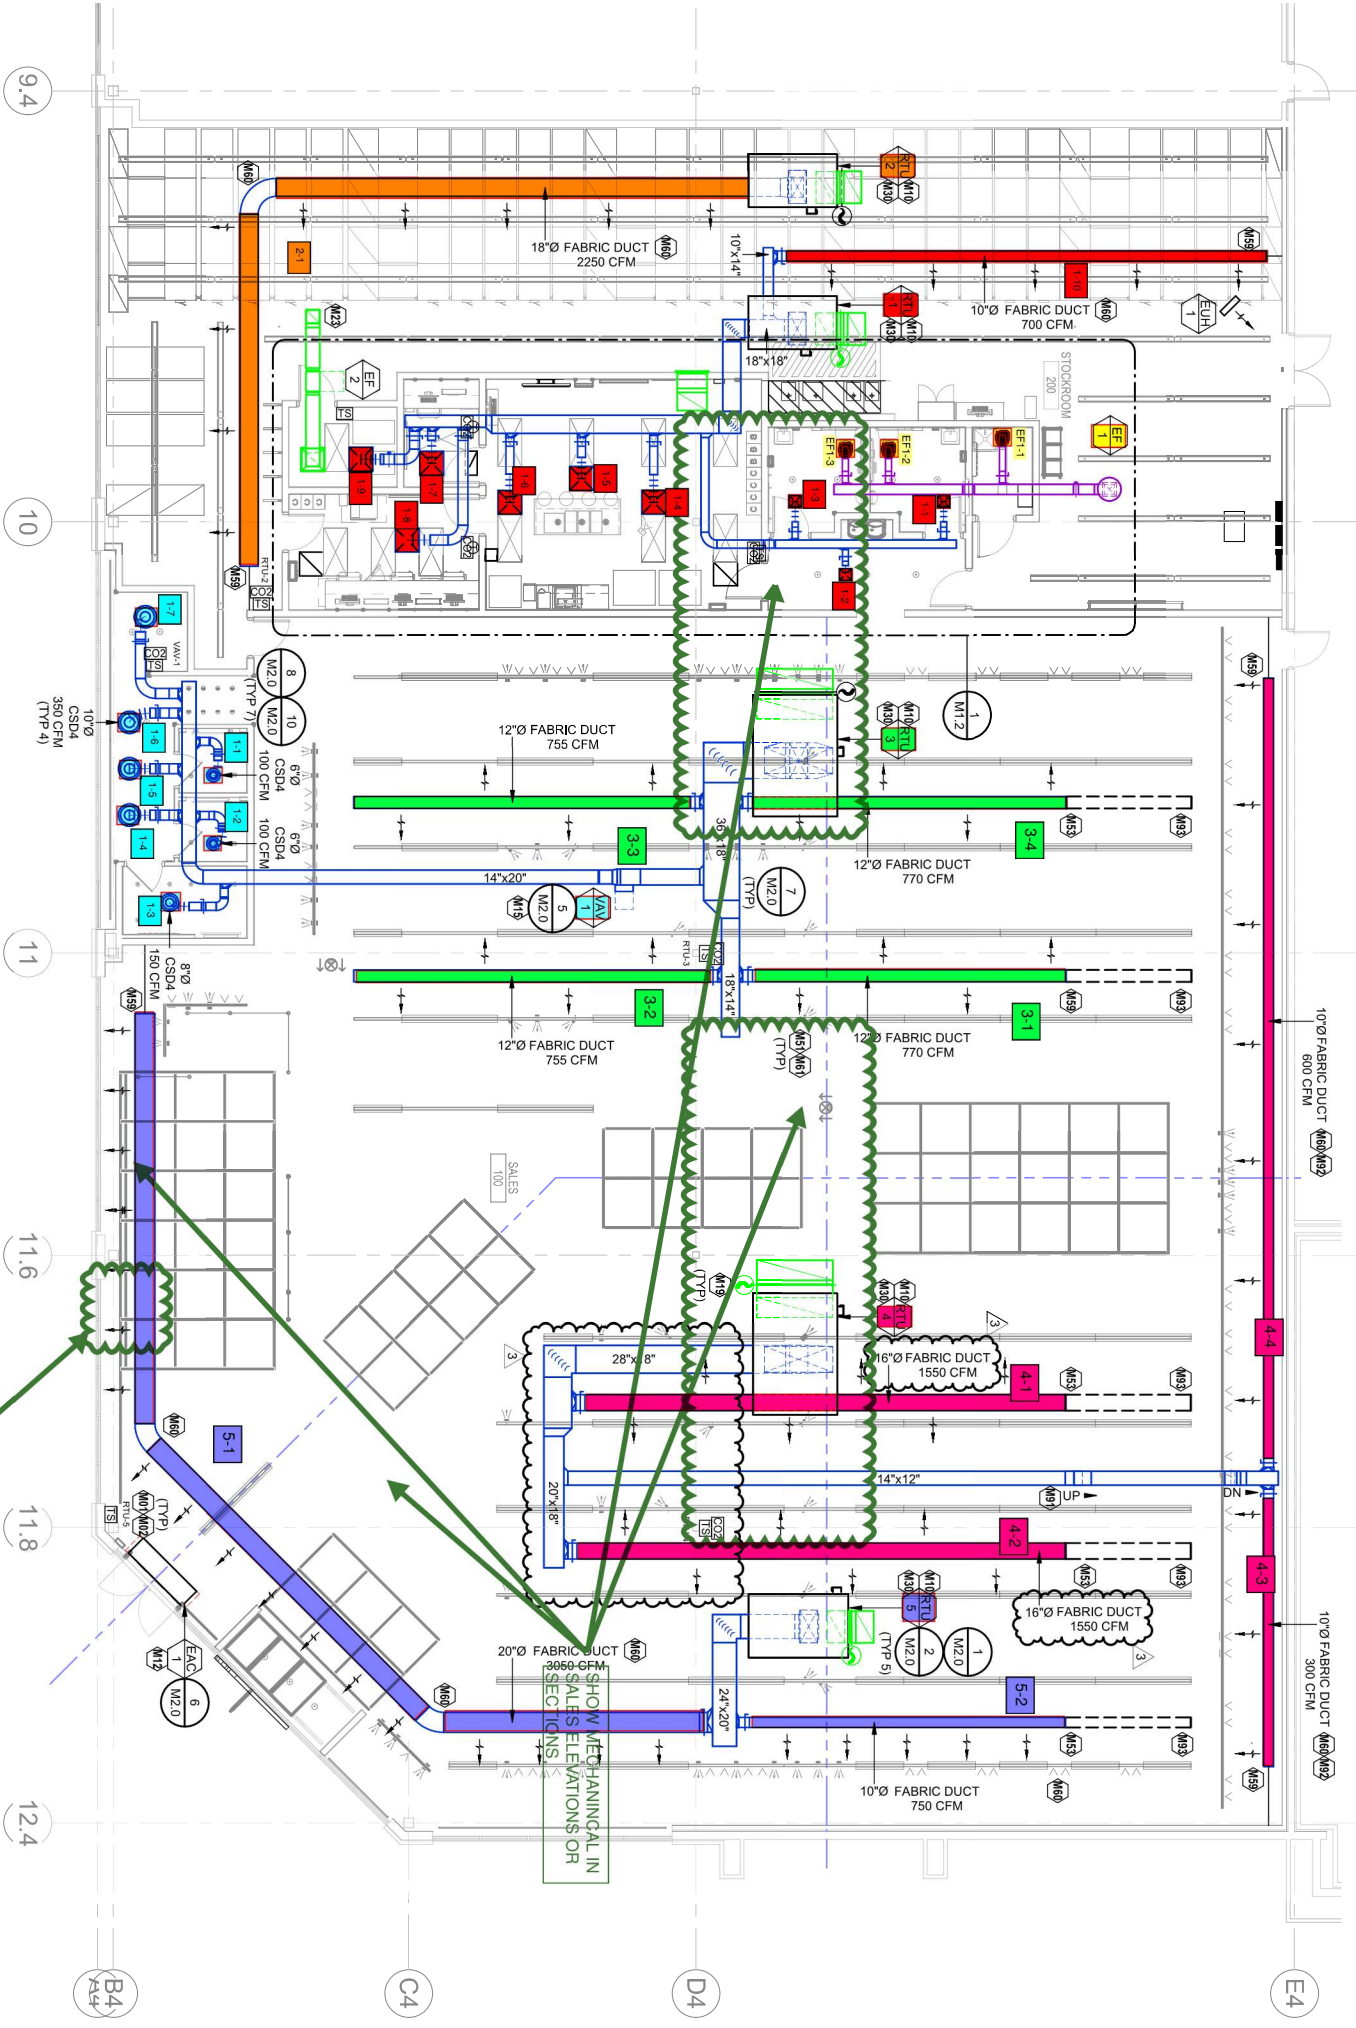 9.4
10
11
11.6
11.8
12.4
A4
B4
C4
D4
E4
M60
2-1
18"Ø FABRIC DUCT
2250 CFM
M60
RTU
2
M10
M30
10"x14"
M59
1-10
10"Ø FABRIC DUCT
700 CFM
M60
EUH
1
RTU
1
M10
M30
18"x18"
M23
EF
2
TS
STOCKROOM
200
EF
1
EF1-1
EF1-2
EF1-3
1-9
1-7
1-8
1-6
1-5
1-4
1-3
1-1
1-2
CO2
CO2
TS
CO2
M59
RTU-2
CO2
TS
1-7
VAV-1
CO2
TS
8
M2.0
10
M2.0
(TYP 7)
10"Ø
CSD4
350 CFM
(TYP 4)
1-6
1-5
1-4
1-1
6"Ø
CSD4
100 CFM
1-2
6"Ø
CSD4
100 CFM
1-3
8"Ø
CSD4
150 CFM
1
M1.2
M59
RTU
3
M10
M30
12"Ø FABRIC DUCT
755 CFM
3-3
36"x18"
12"Ø FABRIC DUCT
770 CFM
3-4
M53
M93
14"x20"
5
M2.0
VAV
1
M15
7
M2.0
(TYP)
RTU-3
CO2
TS
18"x14"
3-2
12"Ø FABRIC DUCT
755 CFM
3-1
12"Ø FABRIC DUCT
770 CFM
M59
M93
M51
M61
(TYP)
10"Ø FABRIC DUCT
600 CFM
M60
M92
M59
SALES
100
M19
(TYP)
RTU
4
M10
M30
3
28"x18"
16"Ø FABRIC DUCT
1550 CFM
3
4-1
M53
M93
4-4
20"x18"
14"x12"
M91
UP
DN
CO2
TS
4-2
M53
M93
4-3
16"Ø FABRIC DUCT
1550 CFM
3
10"Ø FABRIC DUCT
300 CFM
M60
M92
M59
M60
5-1
(TYP)
M01
M02
RTU-5
TS
EAC
1
M12
6
M2.0
M60
20"Ø FABRIC DUCT
3050 CFM
M60
RTU
5
M10
M30
2
M2.0
1
M2.0
(TYP 5)
24"x20"
5-2
M53
M93
10"Ø FABRIC DUCT
750 CFM
M60
SHOW MECHANINCAL IN
SALES ELEVATIONS OR
SECTIONS